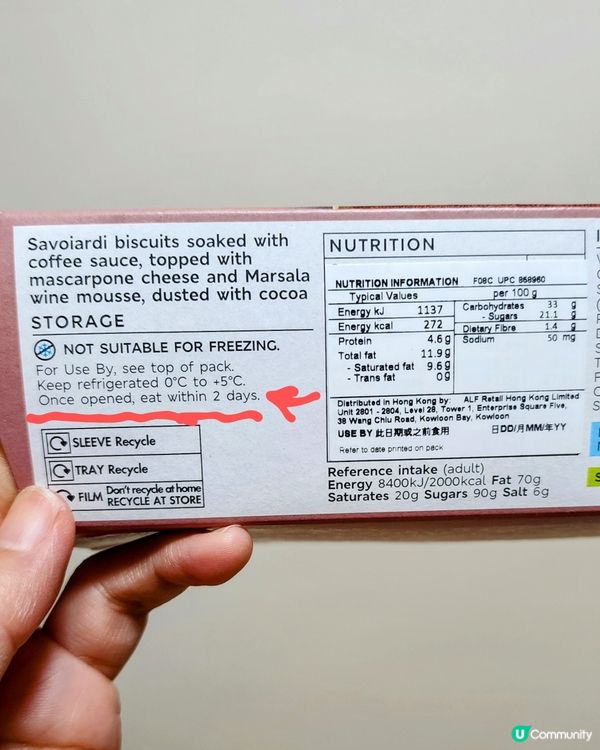 Savoiardi biscuits soaked with
coffee sauce, topped with
mascarpone cheese and Marsala
wine mousse, dusted with cocoa
STORAGE
NOT SUITABLE FOR FREEZING.
For Use By, see top of pack.
Keep refrigerated 0°C to +5°C.
Once opened, eat within 2 days.
SLEEVE Recycle
TRAY Recycle
FILM Don't recycle at home
RECYCLE AT STORE
NUTRITION
NUTRITION INFORMATION F08C UPC 868960
Typical Values per 100 g
Energy kJ 1137
Energy kcal 272
Protein 4.6 g
Total fat 11.9 g
- Saturated fat 9.6 g
- Trans fat 0 g
Carbohydrates 33 g
- Sugars 21.1 g
Dietary Fibre 1.4 g
Sodium 50 mg
Distributed in Hong Kong by: ALF Retail Hong Kong Limited
Unit 2801 - 2804, Level 28, Tower 1, Enterprise Square Five,
38 Wang Chiu Road, Kowloon Bay, Kowloon
USE BY 此日期或之前食用 日DD/月MM/年YY
Refer to date printed on pack
Reference intake (adult)
Energy 8400kJ/2000kcal Fat 70g
Saturates 20g Sugars 90g Salt 6g
U Community